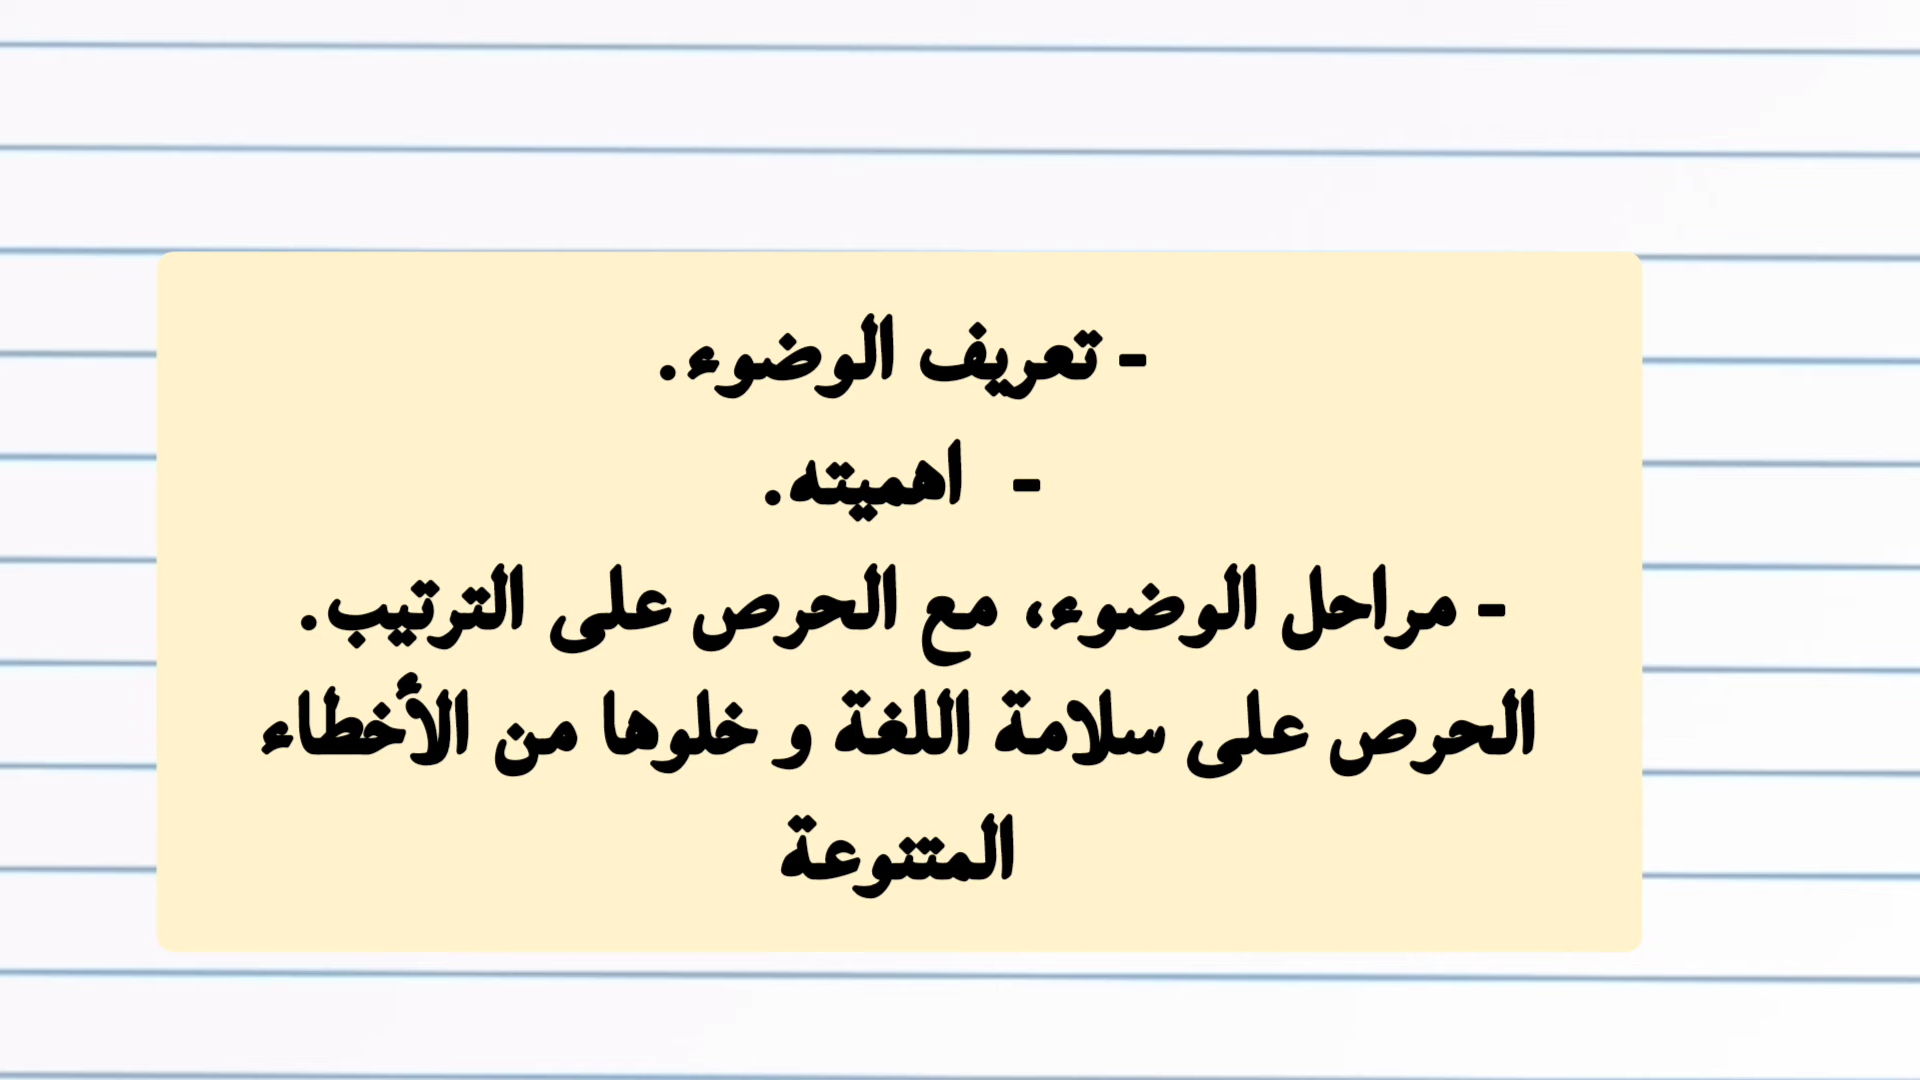 - تعريف الوضوء.
- اهميته.
- مراحل الوضوء، مع الحرص على الترتيب.
الحرص على سلامة اللغة و خلوها من الأخطاء
المتنوعة